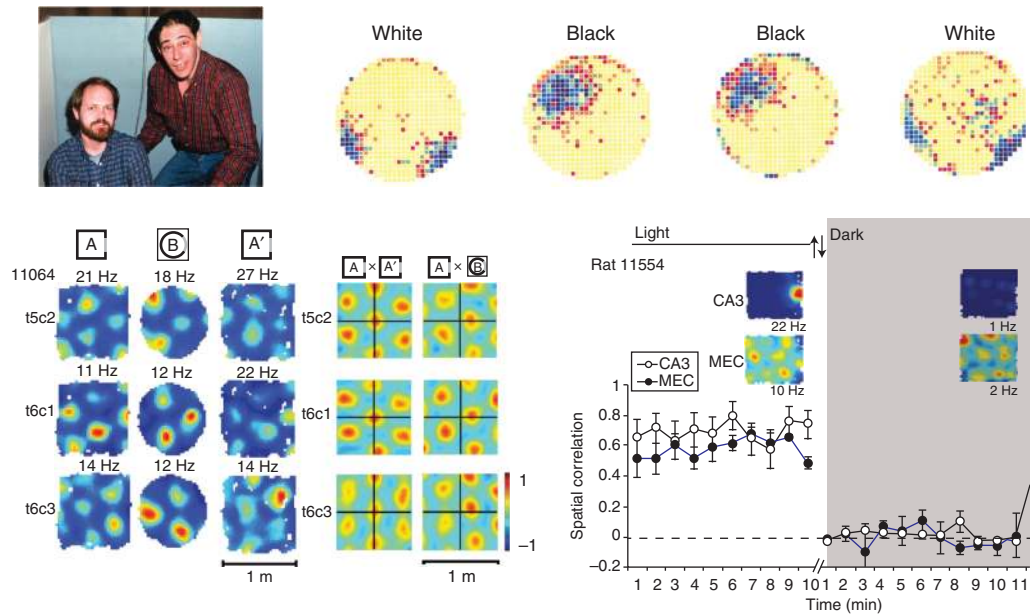 White Black Black White
A B A′
11064 21 Hz 18 Hz 27 Hz
t5c2
11 Hz 12 Hz 22 Hz
t6c1
14 Hz 12 Hz 14 Hz
t6c3
1 m
A × A′ A × B
t5c2
t6c1
t6c3
1
−1
1 m
Light Dark
Rat 11554
CA3
22 Hz 1 Hz
MEC
10 Hz 2 Hz
CA3
MEC
Spatial correlation
1
0.8
0.6
0.4
0.2
0
−0.2
1 2 3 4 5 6 7 8 9 10 1 2 3 4 5 6 7 8 9 10 11
Time (min)